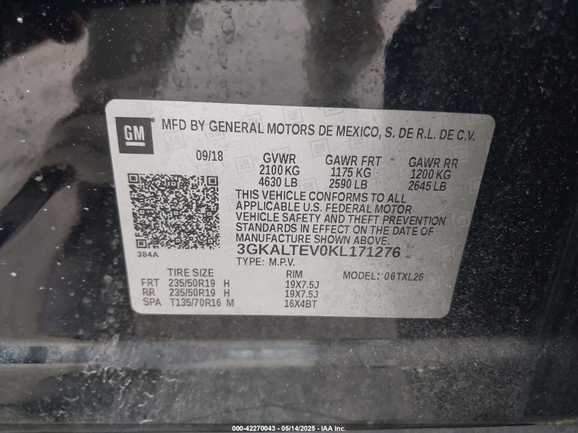 GM
MFD BY GENERAL MOTORS DE MEXICO, S. DE R.L. DE C.V.
09/18 GVWR GAWR FRT GAWR RR
2100 KG 1175 KG 1200 KG
4630 LB 2590 LB 2645 LB
THIS VEHICLE CONFORMS TO ALL
APPLICABLE U.S. FEDERAL MOTOR
VEHICLE SAFETY AND THEFT PREVENTION
STANDARDS IN EFFECT ON THE DATE OF
MANUFACTURE SHOWN ABOVE.
3GKALTEV0KL171276
384A
TYPE: M.P.V. MODEL: 06TXL26
TIRE SIZE RIM
FRT 235/50R19 H 19X7.5J
RR 235/50R19 H 19X7.5J
SPA T135/70R16 M 16X4BT
000-42270043 - 05/14/2025 - IAA Inc.